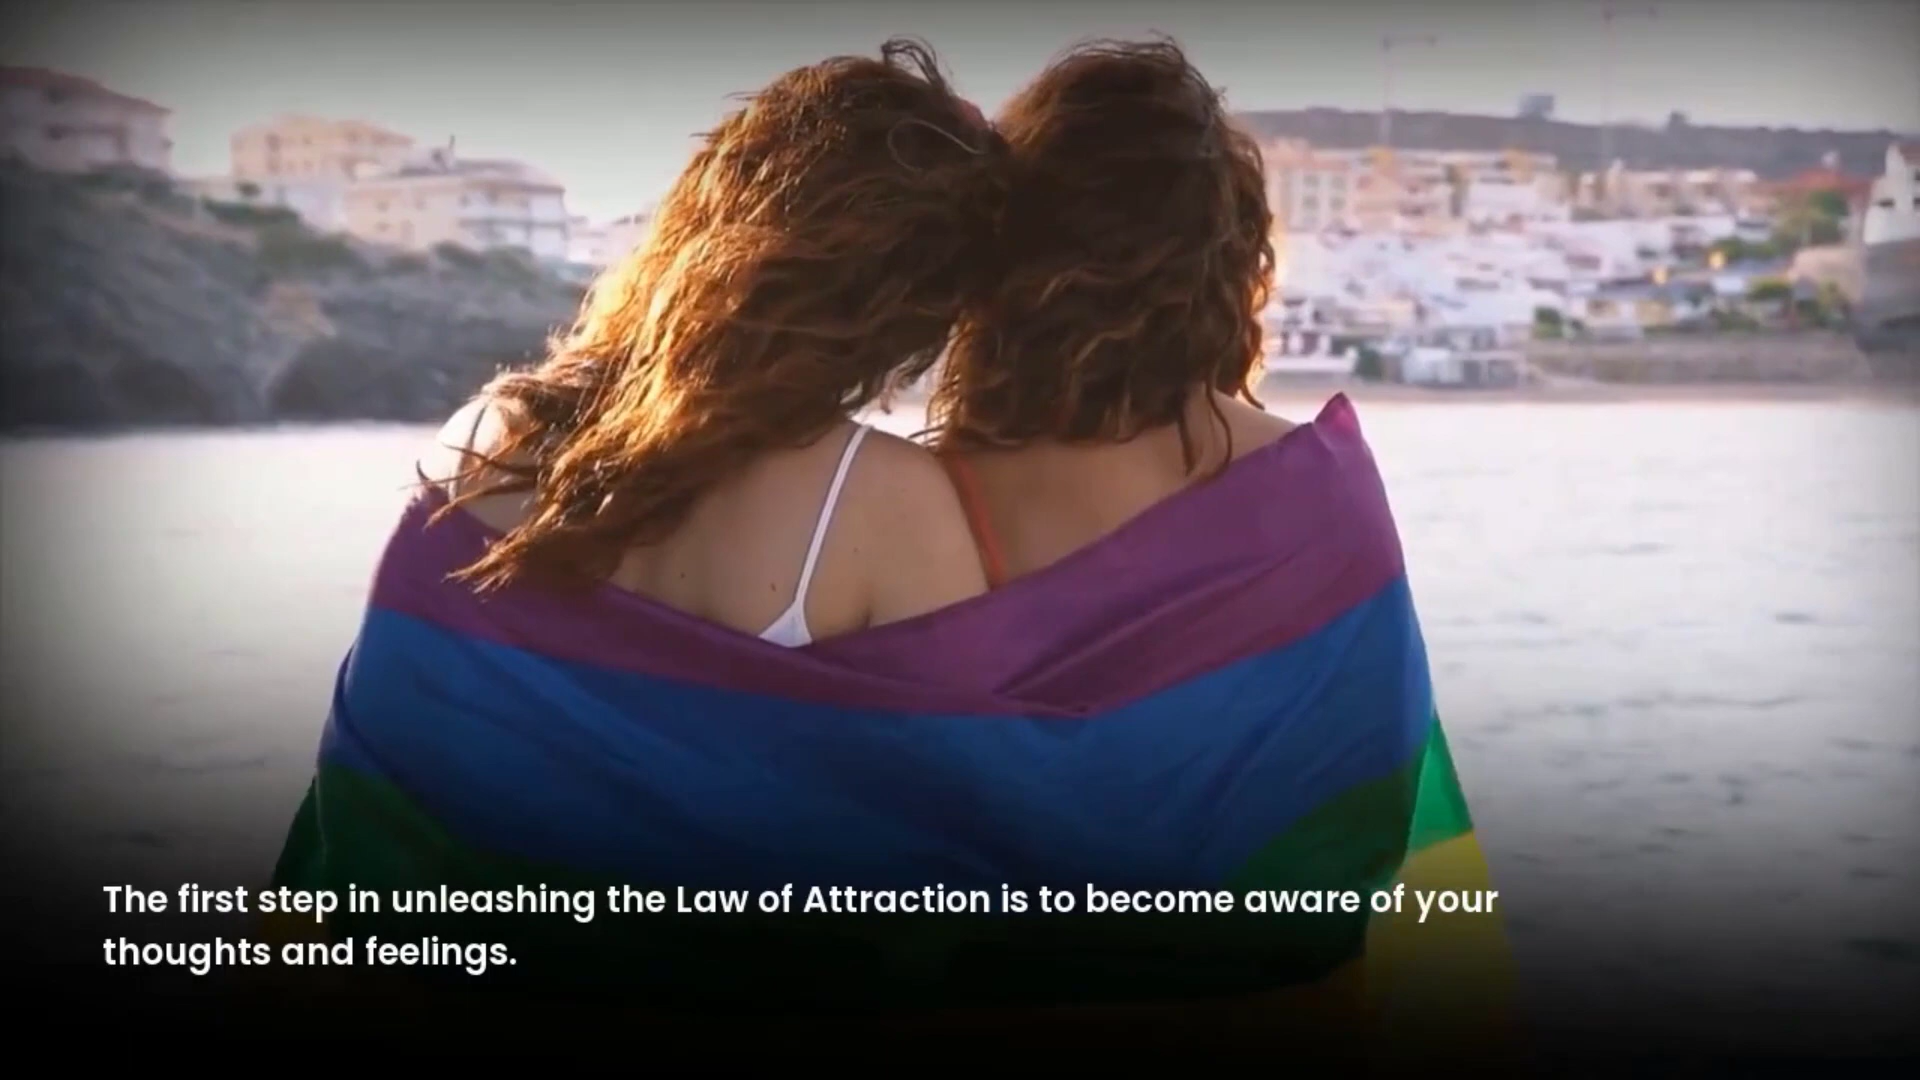 The first step in unleashing the Law of Attraction is to become aware of your
thoughts and feelings.